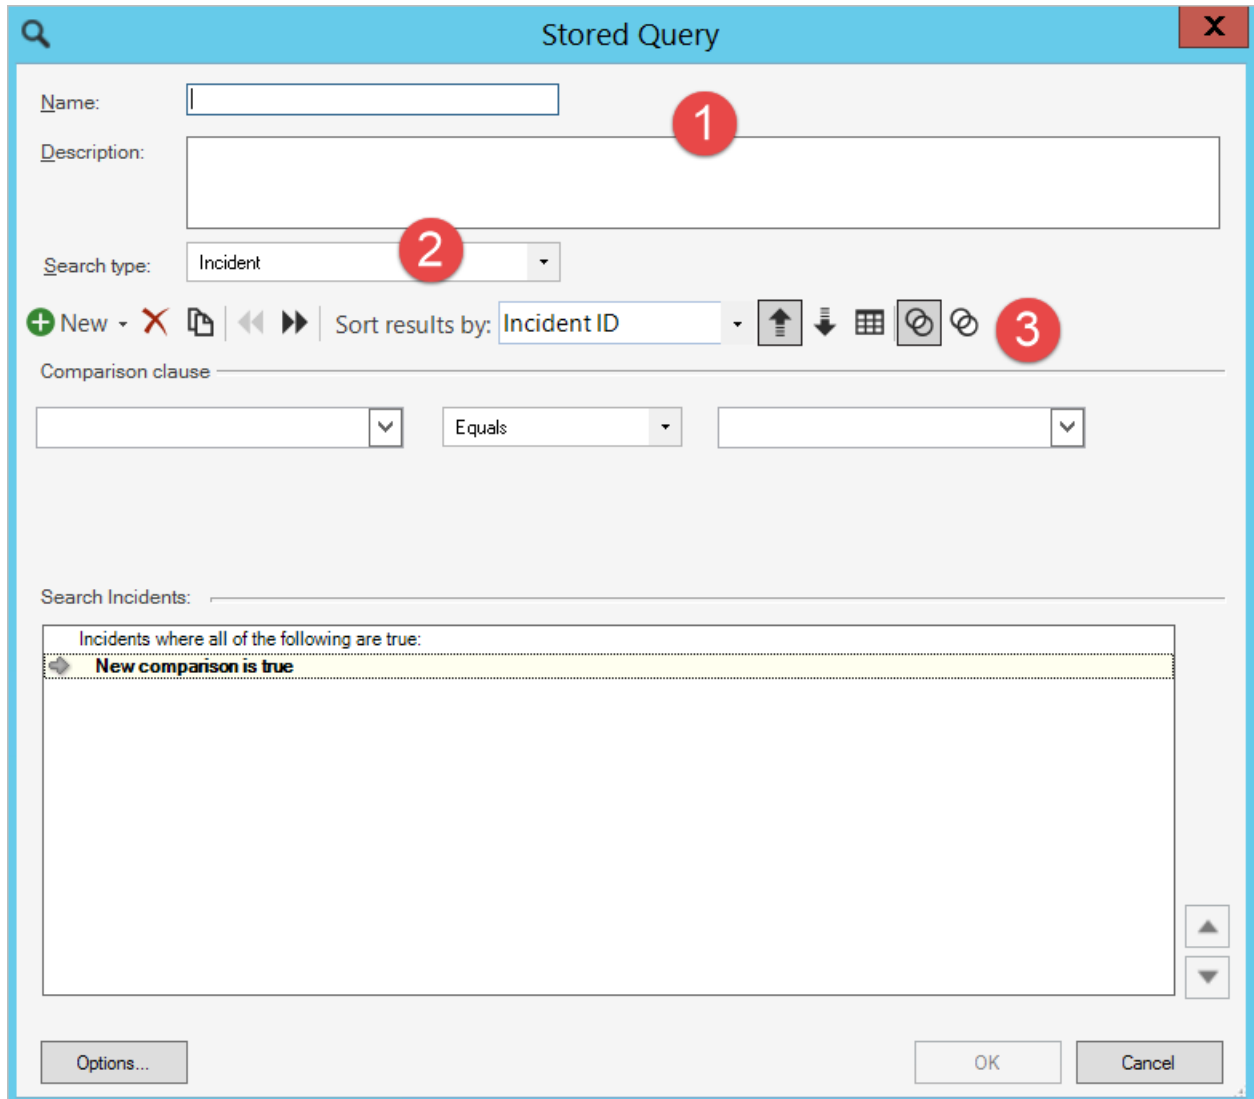 Stored Query
X
Name:
1
Description:
2
Search type: Incident
New Sort results by: Incident ID
3
Comparison clause
Equals
Search Incidents:
Incidents where all of the following are true:
New comparison is true
Options... OK Cancel